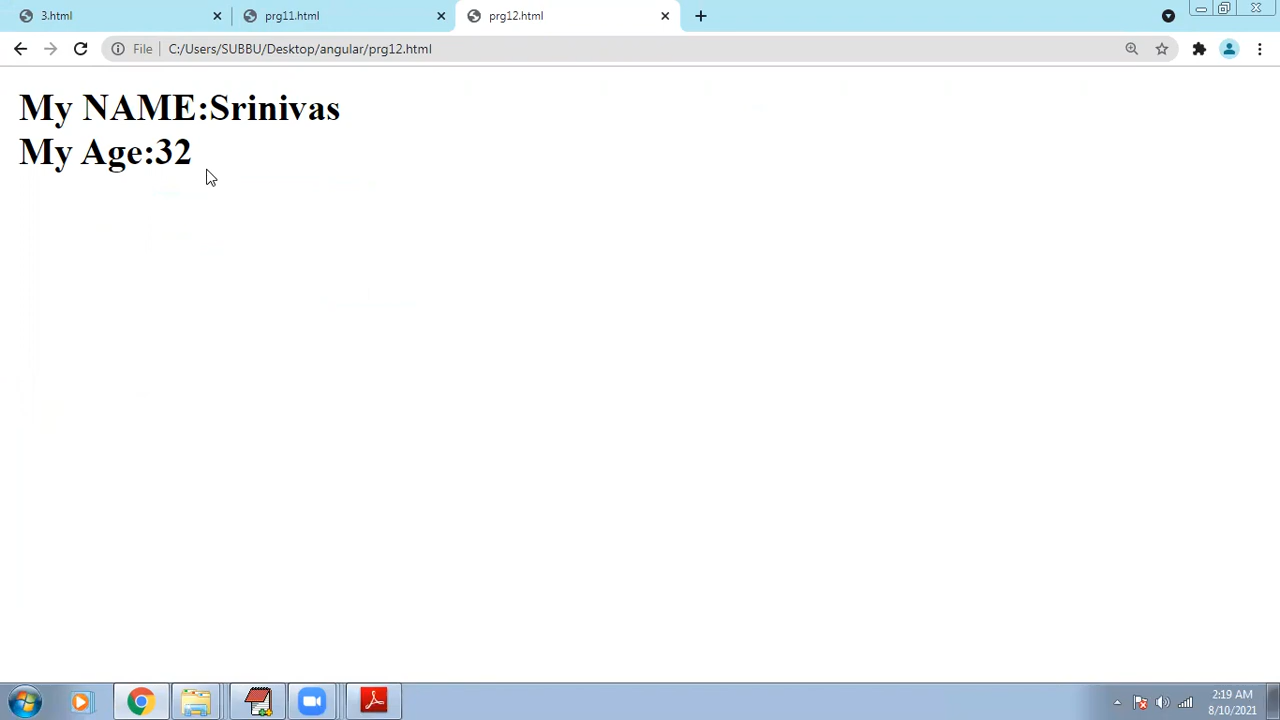 3.html
prg11.html
prg12.html
File
C:/Users/SUBBU/Desktop/angular/prg12.html
My NAME:Srinivas
My Age:32
2:19 AM
8/10/2021